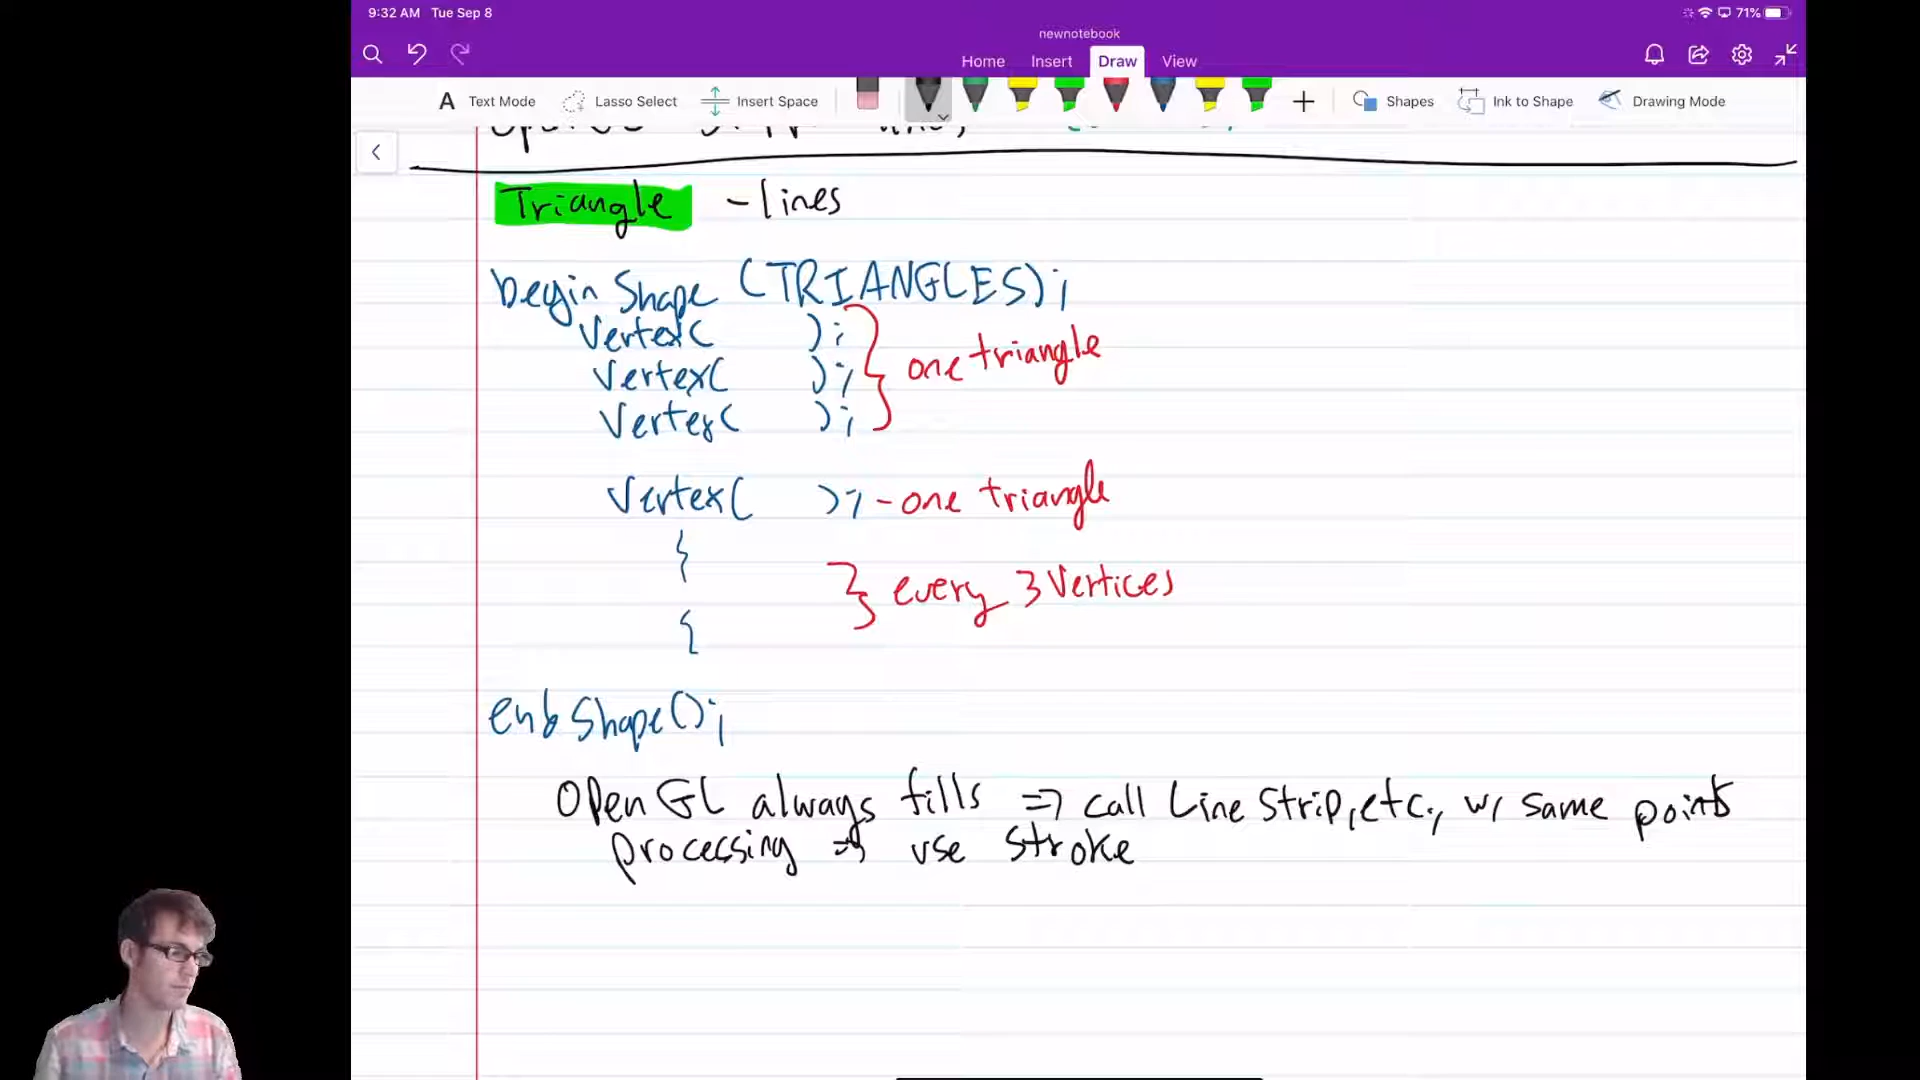 9:32 AM Tue Sep 8
71%
newnotebook
Home Insert Draw View
A Text Mode Lasso Select Insert Space Shapes Ink to Shape Drawing Mode
Triangle - lines
begin Shape (TRIANGLES);
Vertex( );
Vertex( ); one triangle
Vertex( );
Vertex( ); - one triangle
} every 3 Vertices
end Shape();
OpenGL always fills => call Line Strip, etc., w/ same points
processing => use stroke